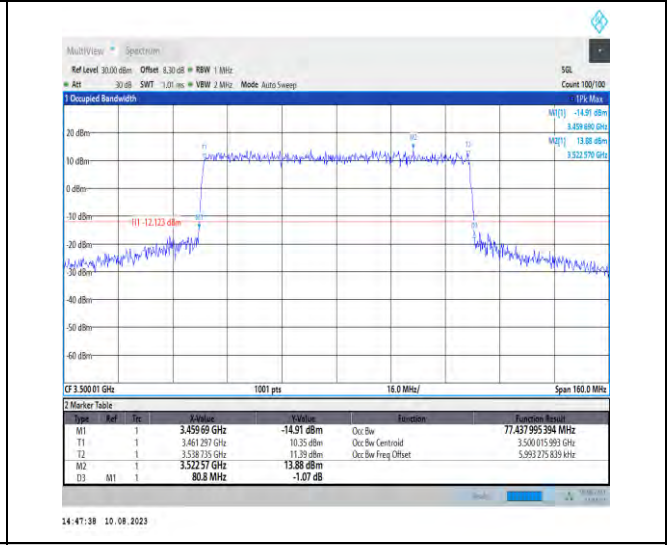 MultiView Spectrum
Ref Level 30.00 dBm Offset 8.30 dB RBW 1 MHz SGL
Att 30 dB SWT 1.01 ms VBW 2 MHz Mode Auto Sweep Count 100/100
1 Occupied Bandwidth 1Pk Max
M1[1] -14.91 dBm
3.459 690 GHz
M2[1] 13.88 dBm
3.522 570 GHz
20 dBm
T1 M2 T2
10 dBm
0 dBm
-10 dBm
H1 -12.123 dBm
M1
D3
-20 dBm
-30 dBm
-40 dBm
-50 dBm
-60 dBm
CF 3.500 01 GHz 1001 pts 16.0 MHz/ Span 160.0 MHz
2 Marker Table
Type Ref Trc X-Value Y-Value Function Function Result
M1 1 3.459 69 GHz -14.91 dBm Occ Bw 77.437 995 394 MHz
T1 1 3.461 297 GHz 10.35 dBm Occ Bw Centroid 3.500 015 993 GHz
T2 1 3.538 735 GHz 11.39 dBm Occ Bw Freq Offset 5.993 275 839 kHz
M2 1 3.522 57 GHz 13.88 dBm
D3 M1 1 80.8 MHz -1.07 dB
Ready
14:47:38 10.08.2023